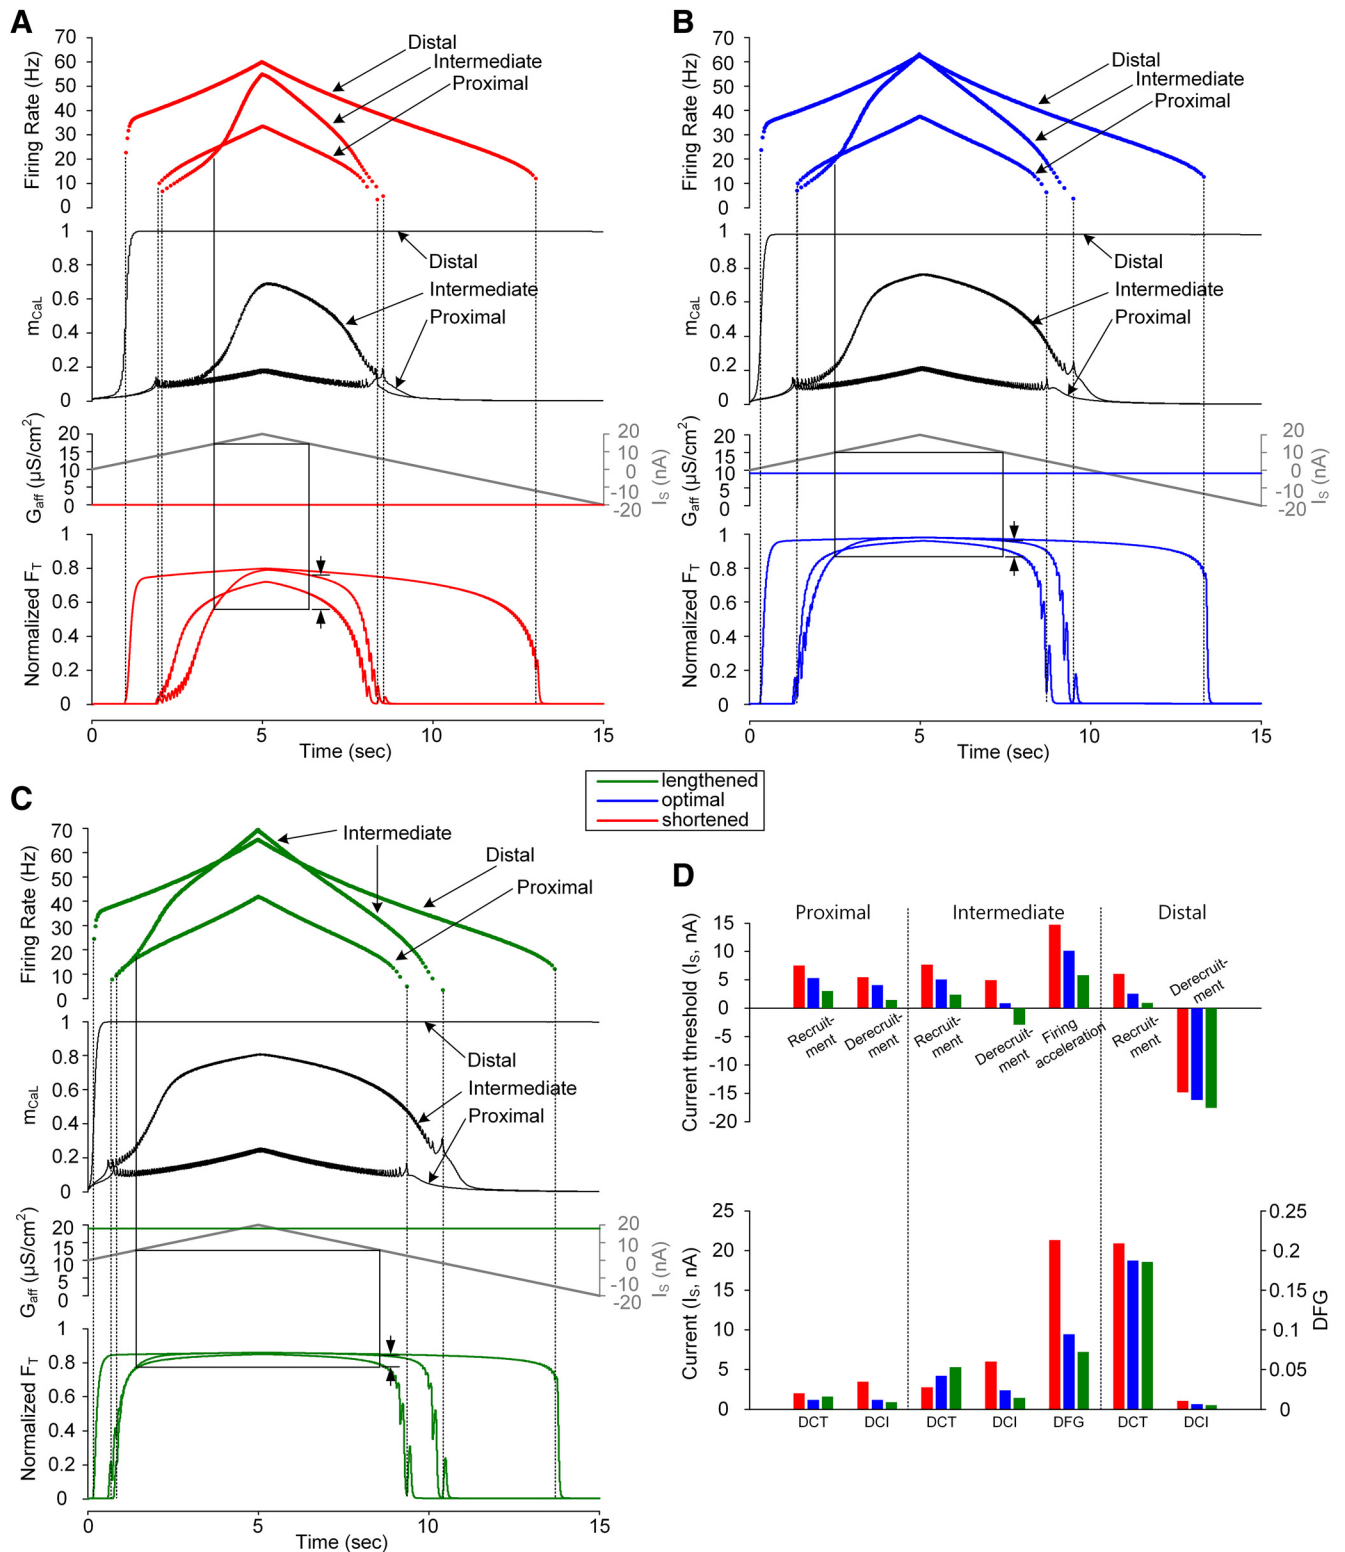 A
Firing Rate (Hz)
70
60
50
40
30
20
10
0
Distal
Intermediate
Proximal
mCaL
1
0.8
0.6
0.4
0.2
0
Distal
Intermediate
Proximal
Gaff (µS/cm2)
20
15
10
5
0
20
10
0
-10
-20
IS (nA)
Normalized FT
1
0.8
0.6
0.4
0.2
0
0
5
10
15
Time (sec)
B
Firing Rate (Hz)
70
60
50
40
30
20
10
0
Distal
Intermediate
Proximal
mCaL
1
0.8
0.6
0.4
0.2
0
Distal
Intermediate
Proximal
Gaff (µS/cm2)
20
15
10
5
0
20
10
0
-10
-20
IS (nA)
Normalized FT
1
0.8
0.6
0.4
0.2
0
0
5
10
15
Time (sec)
lengthened
optimal
shortened
C
Firing Rate (Hz)
70
60
50
40
30
20
10
0
Intermediate
Distal
Proximal
mCaL
1
0.8
0.6
0.4
0.2
0
Distal
Intermediate
Proximal
Gaff (µS/cm2)
20
15
10
5
0
20
10
0
-10
-20
IS (nA)
Normalized FT
1
0.8
0.6
0.4
0.2
0
0
5
10
15
Time (sec)
D
Current threshold (IS, nA)
15
10
5
0
-5
-10
-15
-20
Proximal
Intermediate
Distal
Recruit-
ment
Derecruit-
ment
Recruit-
ment
Derecruit-
ment
Firing
acceleration
Recruit-
ment
Derecruit-
ment
Current (IS, nA)
25
20
15
10
5
0
0.25
0.2
0.15
0.1
0.05
0
DFG
DCT
DCI
DCT
DCI
DFG
DCT
DCI